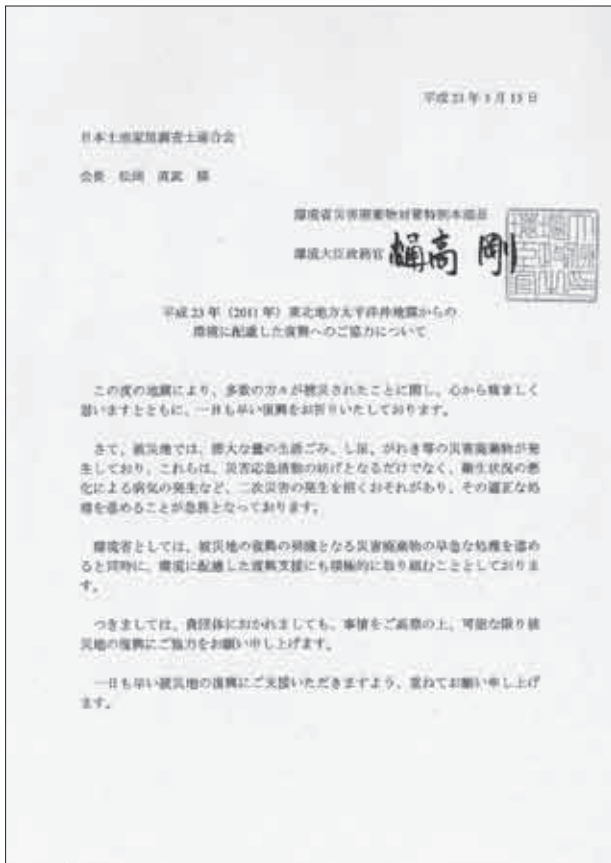 平成 23 年 3 月 15 日
日本土地家屋調査士連合会
会長 松岡 直武 様
環境省災害廃棄物対策特別本部長
環境大臣政務官 樋高 剛
平成 23 年（2011 年）東北地方太平洋沖地震からの
環境に配慮した復興へのご協力について
この度の地震により、多数の方々が被災されたことに関し、心から痛ましく
思いますとともに、一日も早い復興をお祈りいたしております。
さて、被災地では、膨大な量の生活ごみ、し尿、がれき等の災害廃棄物が発
生しており、これらは、災害応急活動の妨げとなるだけでなく、衛生状況の悪
化による病気の発生など、二次災害の発生を招くおそれがあり、その適正な処
理を進めることが急務となっております。
環境省としては、被災地の復興の前提となる災害廃棄物の早急な処理を進め
ると同時に、環境に配慮した復興支援にも積極的に取り組むこととしておりま
す。
つきましては、貴団体におかれましても、事情をご高察の上、可能な限り被
災地の復興にご協力をお願い申し上げます。
一日も早い被災地の復興にご支援いただきますよう、重ねてお願い申し上げ
ます。